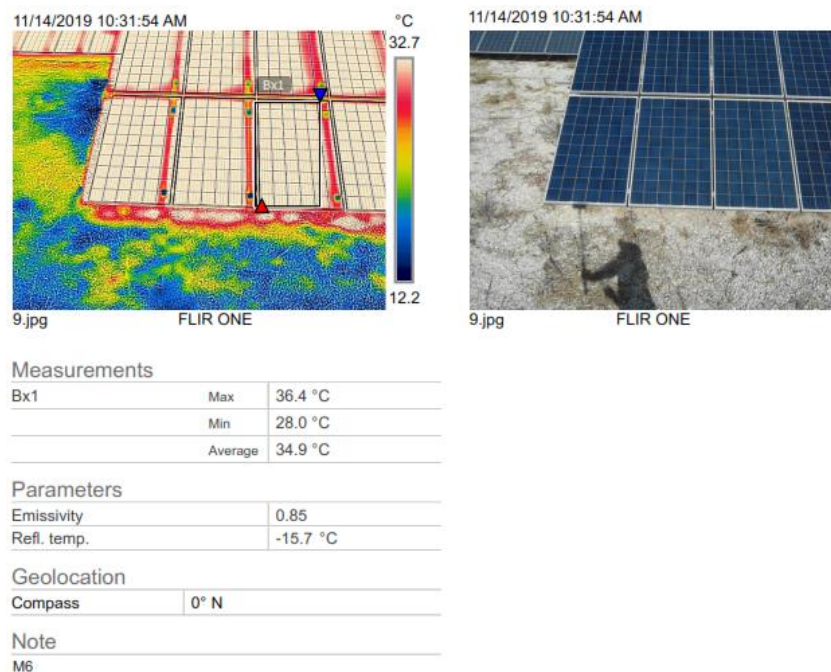 11/14/2019 10:31:54 AM
°C
32.7
Bx1
12.2
9.jpg FLIR ONE
11/14/2019 10:31:54 AM
9.jpg FLIR ONE
Measurements
Bx1 Max 36.4 °C
Min 28.0 °C
Average 34.9 °C
Parameters
Emissivity 0.85
Refl. temp. -15.7 °C
Geolocation
Compass 0° N
Note
M6